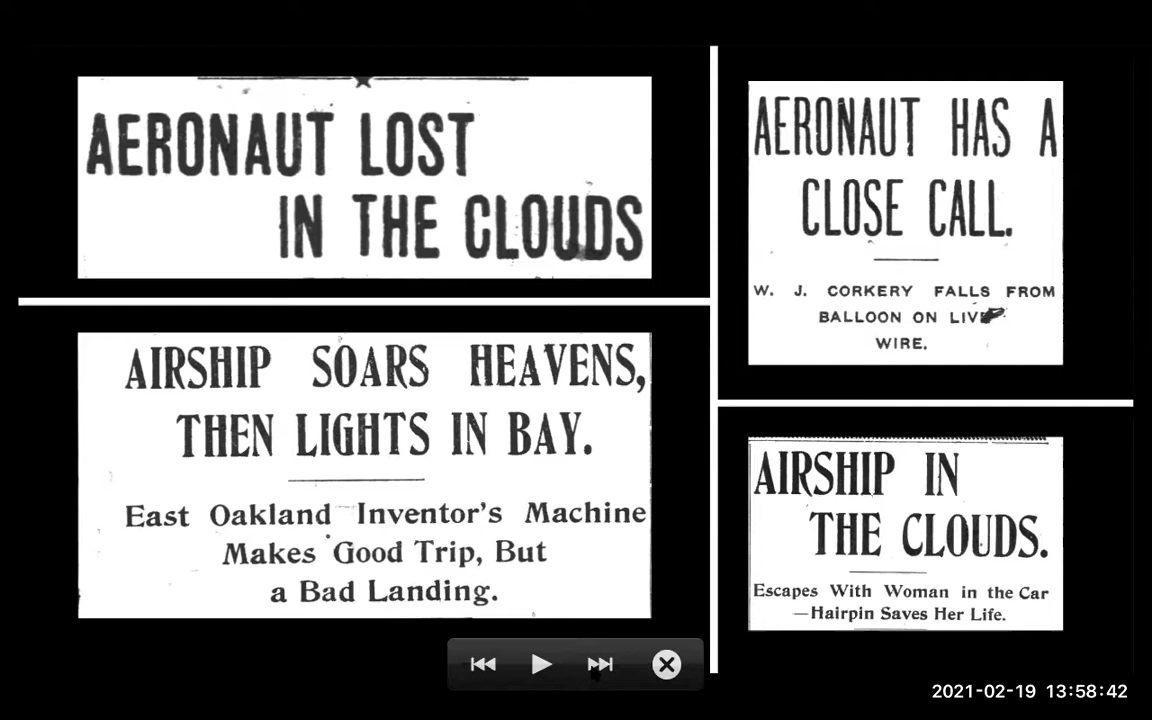 AERONAUT LOST
IN THE CLOUDS
AIRSHIP SOARS HEAVENS,
THEN LIGHTS IN BAY.
East Oakland Inventor's Machine
Makes Good Trip, But
a Bad Landing.
AERONAUT HAS A
CLOSE CALL.
W. J. CORKERY FALLS FROM
BALLOON ON LIVE
WIRE.
AIRSHIP IN
THE CLOUDS.
Escapes With Woman in the Car
—Hairpin Saves Her Life.
2021-02-19 13:58:42